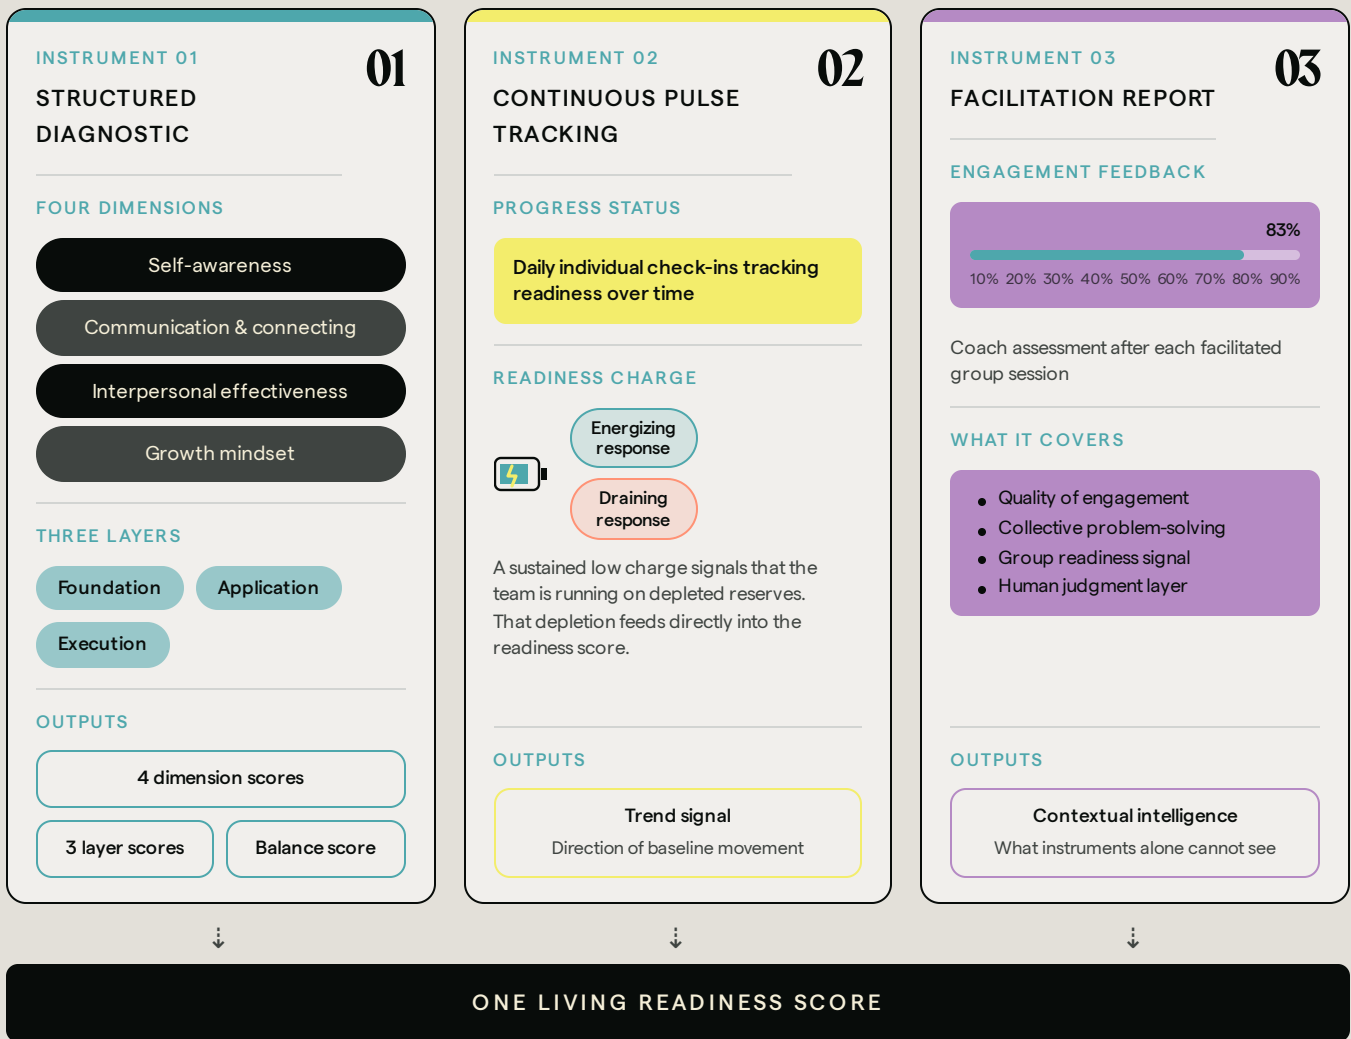 INSTRUMENT 01
01
STRUCTURED
DIAGNOSTIC
FOUR DIMENSIONS
Self-awareness
Communication & connecting
Interpersonal effectiveness
Growth mindset
THREE LAYERS
Foundation
Application
Execution
OUTPUTS
4 dimension scores
3 layer scores
Balance score
INSTRUMENT 02
02
CONTINUOUS PULSE
TRACKING
PROGRESS STATUS
Daily individual check-ins tracking
readiness over time
READINESS CHARGE
Energizing
response
Draining
response
A sustained low charge signals that the
team is running on depleted reserves.
That depletion feeds directly into the
readiness score.
OUTPUTS
Trend signal
Direction of baseline movement
INSTRUMENT 03
03
FACILITATION REPORT
ENGAGEMENT FEEDBACK
83%
10% 20% 30% 40% 50% 60% 70% 80% 90%
Coach assessment after each facilitated
group session
WHAT IT COVERS
Quality of engagement
Collective problem-solving
Group readiness signal
Human judgment layer
OUTPUTS
Contextual intelligence
What instruments alone cannot see
ONE LIVING READINESS SCORE